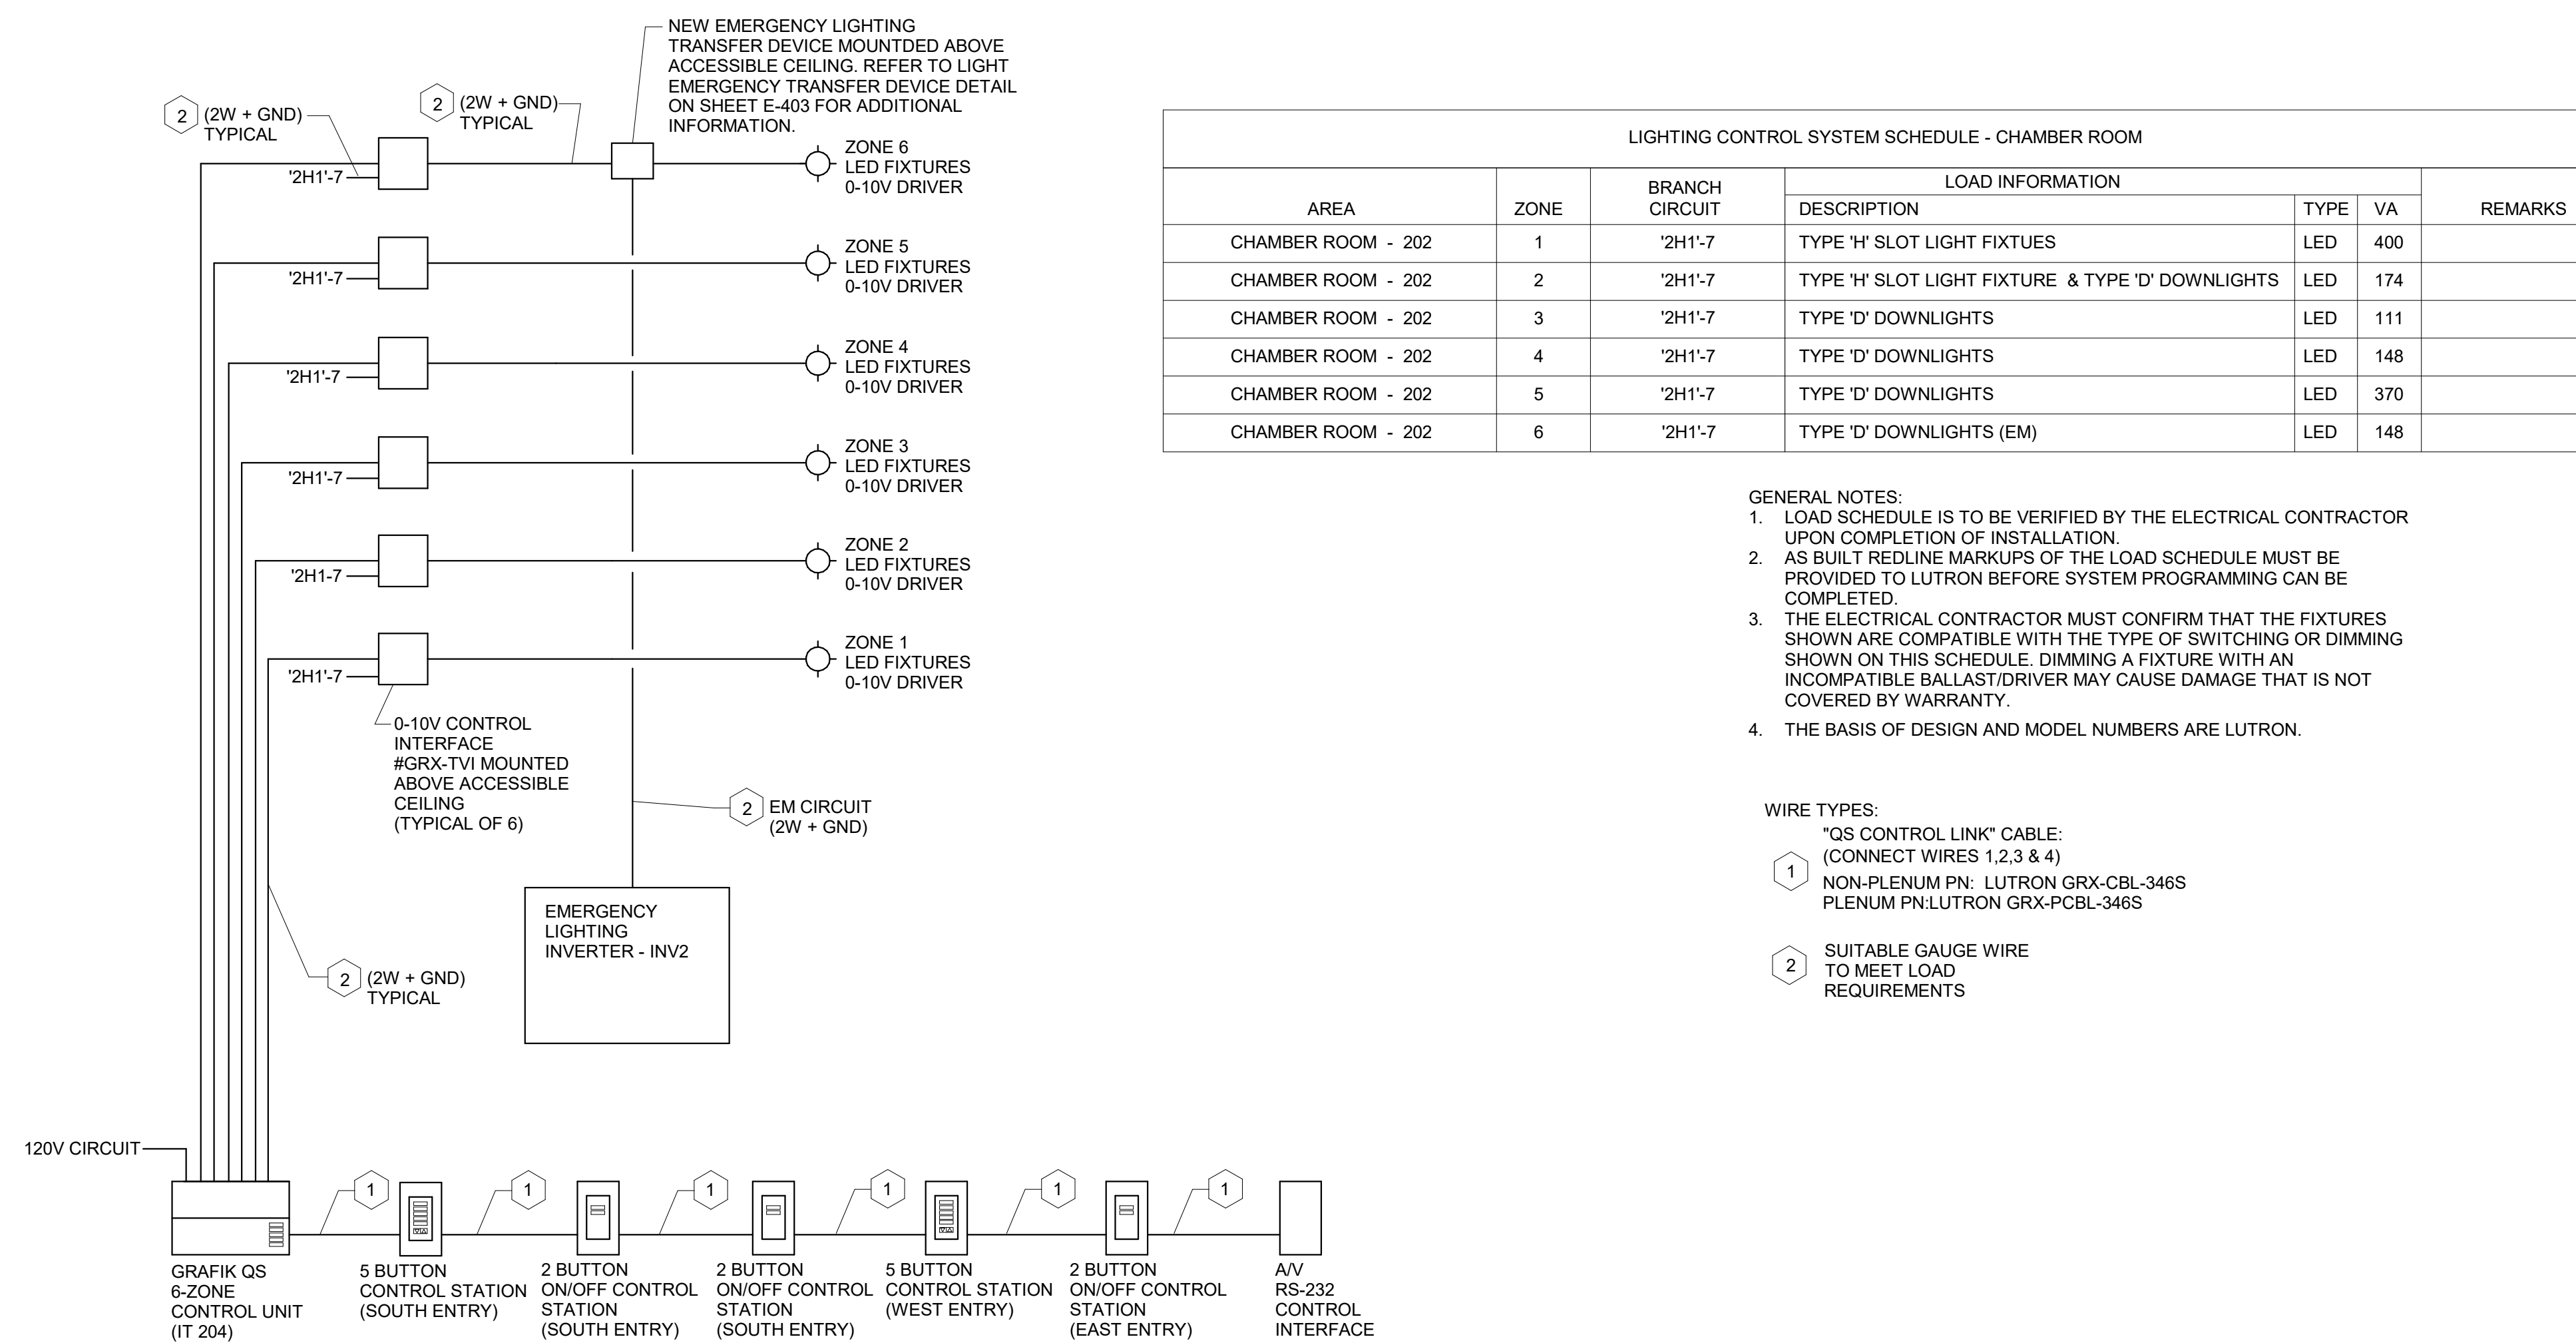 NEW EMERGENCY LIGHTING
TRANSFER DEVICE MOUNTDED ABOVE
ACCESSIBLE CEILING. REFER TO LIGHT
EMERGENCY TRANSFER DEVICE DETAIL
ON SHEET E-403 FOR ADDITIONAL
INFORMATION.
2 (2W + GND)
TYPICAL
2 (2W + GND)
TYPICAL
'2H1'-7
ZONE 6
LED FIXTURES
0-10V DRIVER
'2H1'-7
ZONE 5
LED FIXTURES
0-10V DRIVER
'2H1'-7
ZONE 4
LED FIXTURES
0-10V DRIVER
'2H1'-7
ZONE 3
LED FIXTURES
0-10V DRIVER
'2H1-7
ZONE 2
LED FIXTURES
0-10V DRIVER
'2H1'-7
ZONE 1
LED FIXTURES
0-10V DRIVER
0-10V CONTROL
INTERFACE
#GRX-TVI MOUNTED
ABOVE ACCESSIBLE
CEILING
(TYPICAL OF 6)
2 EM CIRCUIT
(2W + GND)
EMERGENCY
LIGHTING
INVERTER - INV2
2 (2W + GND)
TYPICAL
120V CIRCUIT
1
1
1
1
1
1
GRAFIK QS
6-ZONE
CONTROL UNIT
(IT 204)
5 BUTTON
CONTROL STATION
(SOUTH ENTRY)
2 BUTTON
ON/OFF CONTROL
STATION
(SOUTH ENTRY)
2 BUTTON
ON/OFF CONTROL
STATION
(SOUTH ENTRY)
5 BUTTON
CONTROL STATION
(WEST ENTRY)
2 BUTTON
ON/OFF CONTROL
STATION
(EAST ENTRY)
A/V
RS-232
CONTROL
INTERFACE
LIGHTING CONTROL SYSTEM SCHEDULE - CHAMBER ROOM
AREA ZONE BRANCH CIRCUIT LOAD INFORMATION REMARKS
DESCRIPTION TYPE VA
CHAMBER ROOM - 202 1 '2H1'-7 TYPE 'H' SLOT LIGHT FIXTUES LED 400
CHAMBER ROOM - 202 2 '2H1'-7 TYPE 'H' SLOT LIGHT FIXTURE & TYPE 'D' DOWNLIGHTS LED 174
CHAMBER ROOM - 202 3 '2H1'-7 TYPE 'D' DOWNLIGHTS LED 111
CHAMBER ROOM - 202 4 '2H1'-7 TYPE 'D' DOWNLIGHTS LED 148
CHAMBER ROOM - 202 5 '2H1'-7 TYPE 'D' DOWNLIGHTS LED 370
CHAMBER ROOM - 202 6 '2H1'-7 TYPE 'D' DOWNLIGHTS (EM) LED 148
GENERAL NOTES:
1. LOAD SCHEDULE IS TO BE VERIFIED BY THE ELECTRICAL CONTRACTOR
UPON COMPLETION OF INSTALLATION.
2. AS BUILT REDLINE MARKUPS OF THE LOAD SCHEDULE MUST BE
PROVIDED TO LUTRON BEFORE SYSTEM PROGRAMMING CAN BE
COMPLETED.
3. THE ELECTRICAL CONTRACTOR MUST CONFIRM THAT THE FIXTURES
SHOWN ARE COMPATIBLE WITH THE TYPE OF SWITCHING OR DIMMING
SHOWN ON THIS SCHEDULE. DIMMING A FIXTURE WITH AN
INCOMPATIBLE BALLAST/DRIVER MAY CAUSE DAMAGE THAT IS NOT
COVERED BY WARRANTY.
4. THE BASIS OF DESIGN AND MODEL NUMBERS ARE LUTRON.
WIRE TYPES:
1 "QS CONTROL LINK" CABLE:
(CONNECT WIRES 1,2,3 & 4)
NON-PLENUM PN: LUTRON GRX-CBL-346S
PLENUM PN:LUTRON GRX-PCBL-346S
2 SUITABLE GAUGE WIRE
TO MEET LOAD
REQUIREMENTS